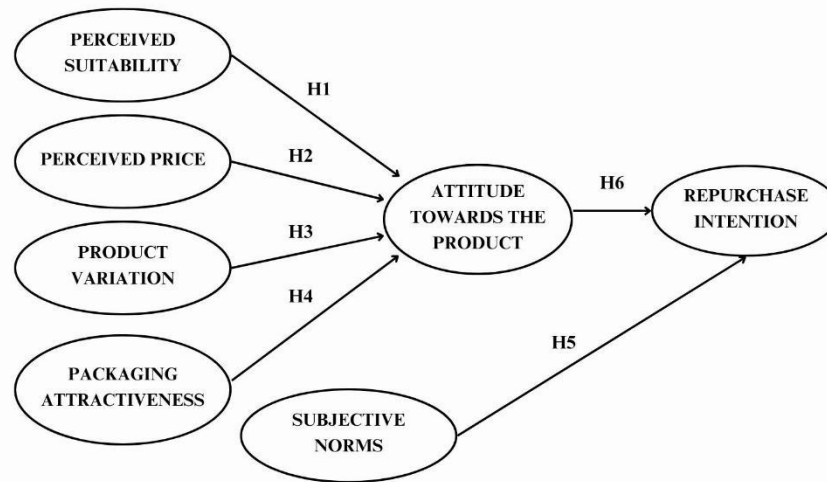 PERCEIVED
SUITABILITY
H1
PERCEIVED PRICE
H2
PRODUCT
VARIATION
H3
PACKAGING
ATTRACTIVENESS
H4
ATTITUDE
TOWARDS THE
PRODUCT
H6
REPURCHASE
INTENTION
SUBJECTIVE
NORMS
H5